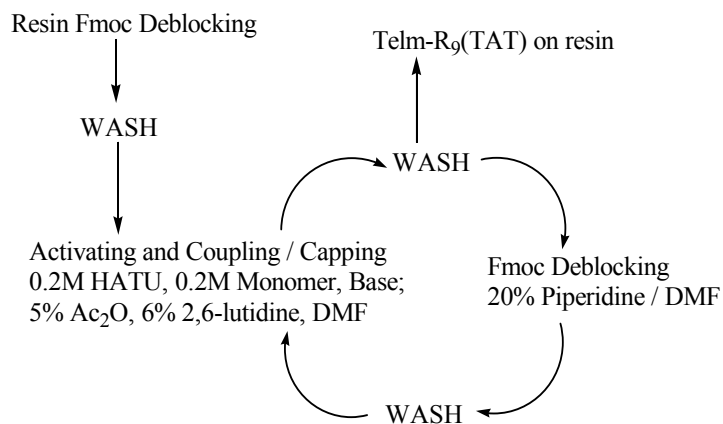 Resin Fmoc Deblocking
WASH
Telm-R₉(TAT) on resin
WASH
Activating and Coupling / Capping
0.2M HATU, 0.2M Monomer, Base;
5% Ac₂O, 6% 2,6-lutidine, DMF
Fmoc Deblocking
20% Piperidine / DMF
WASH